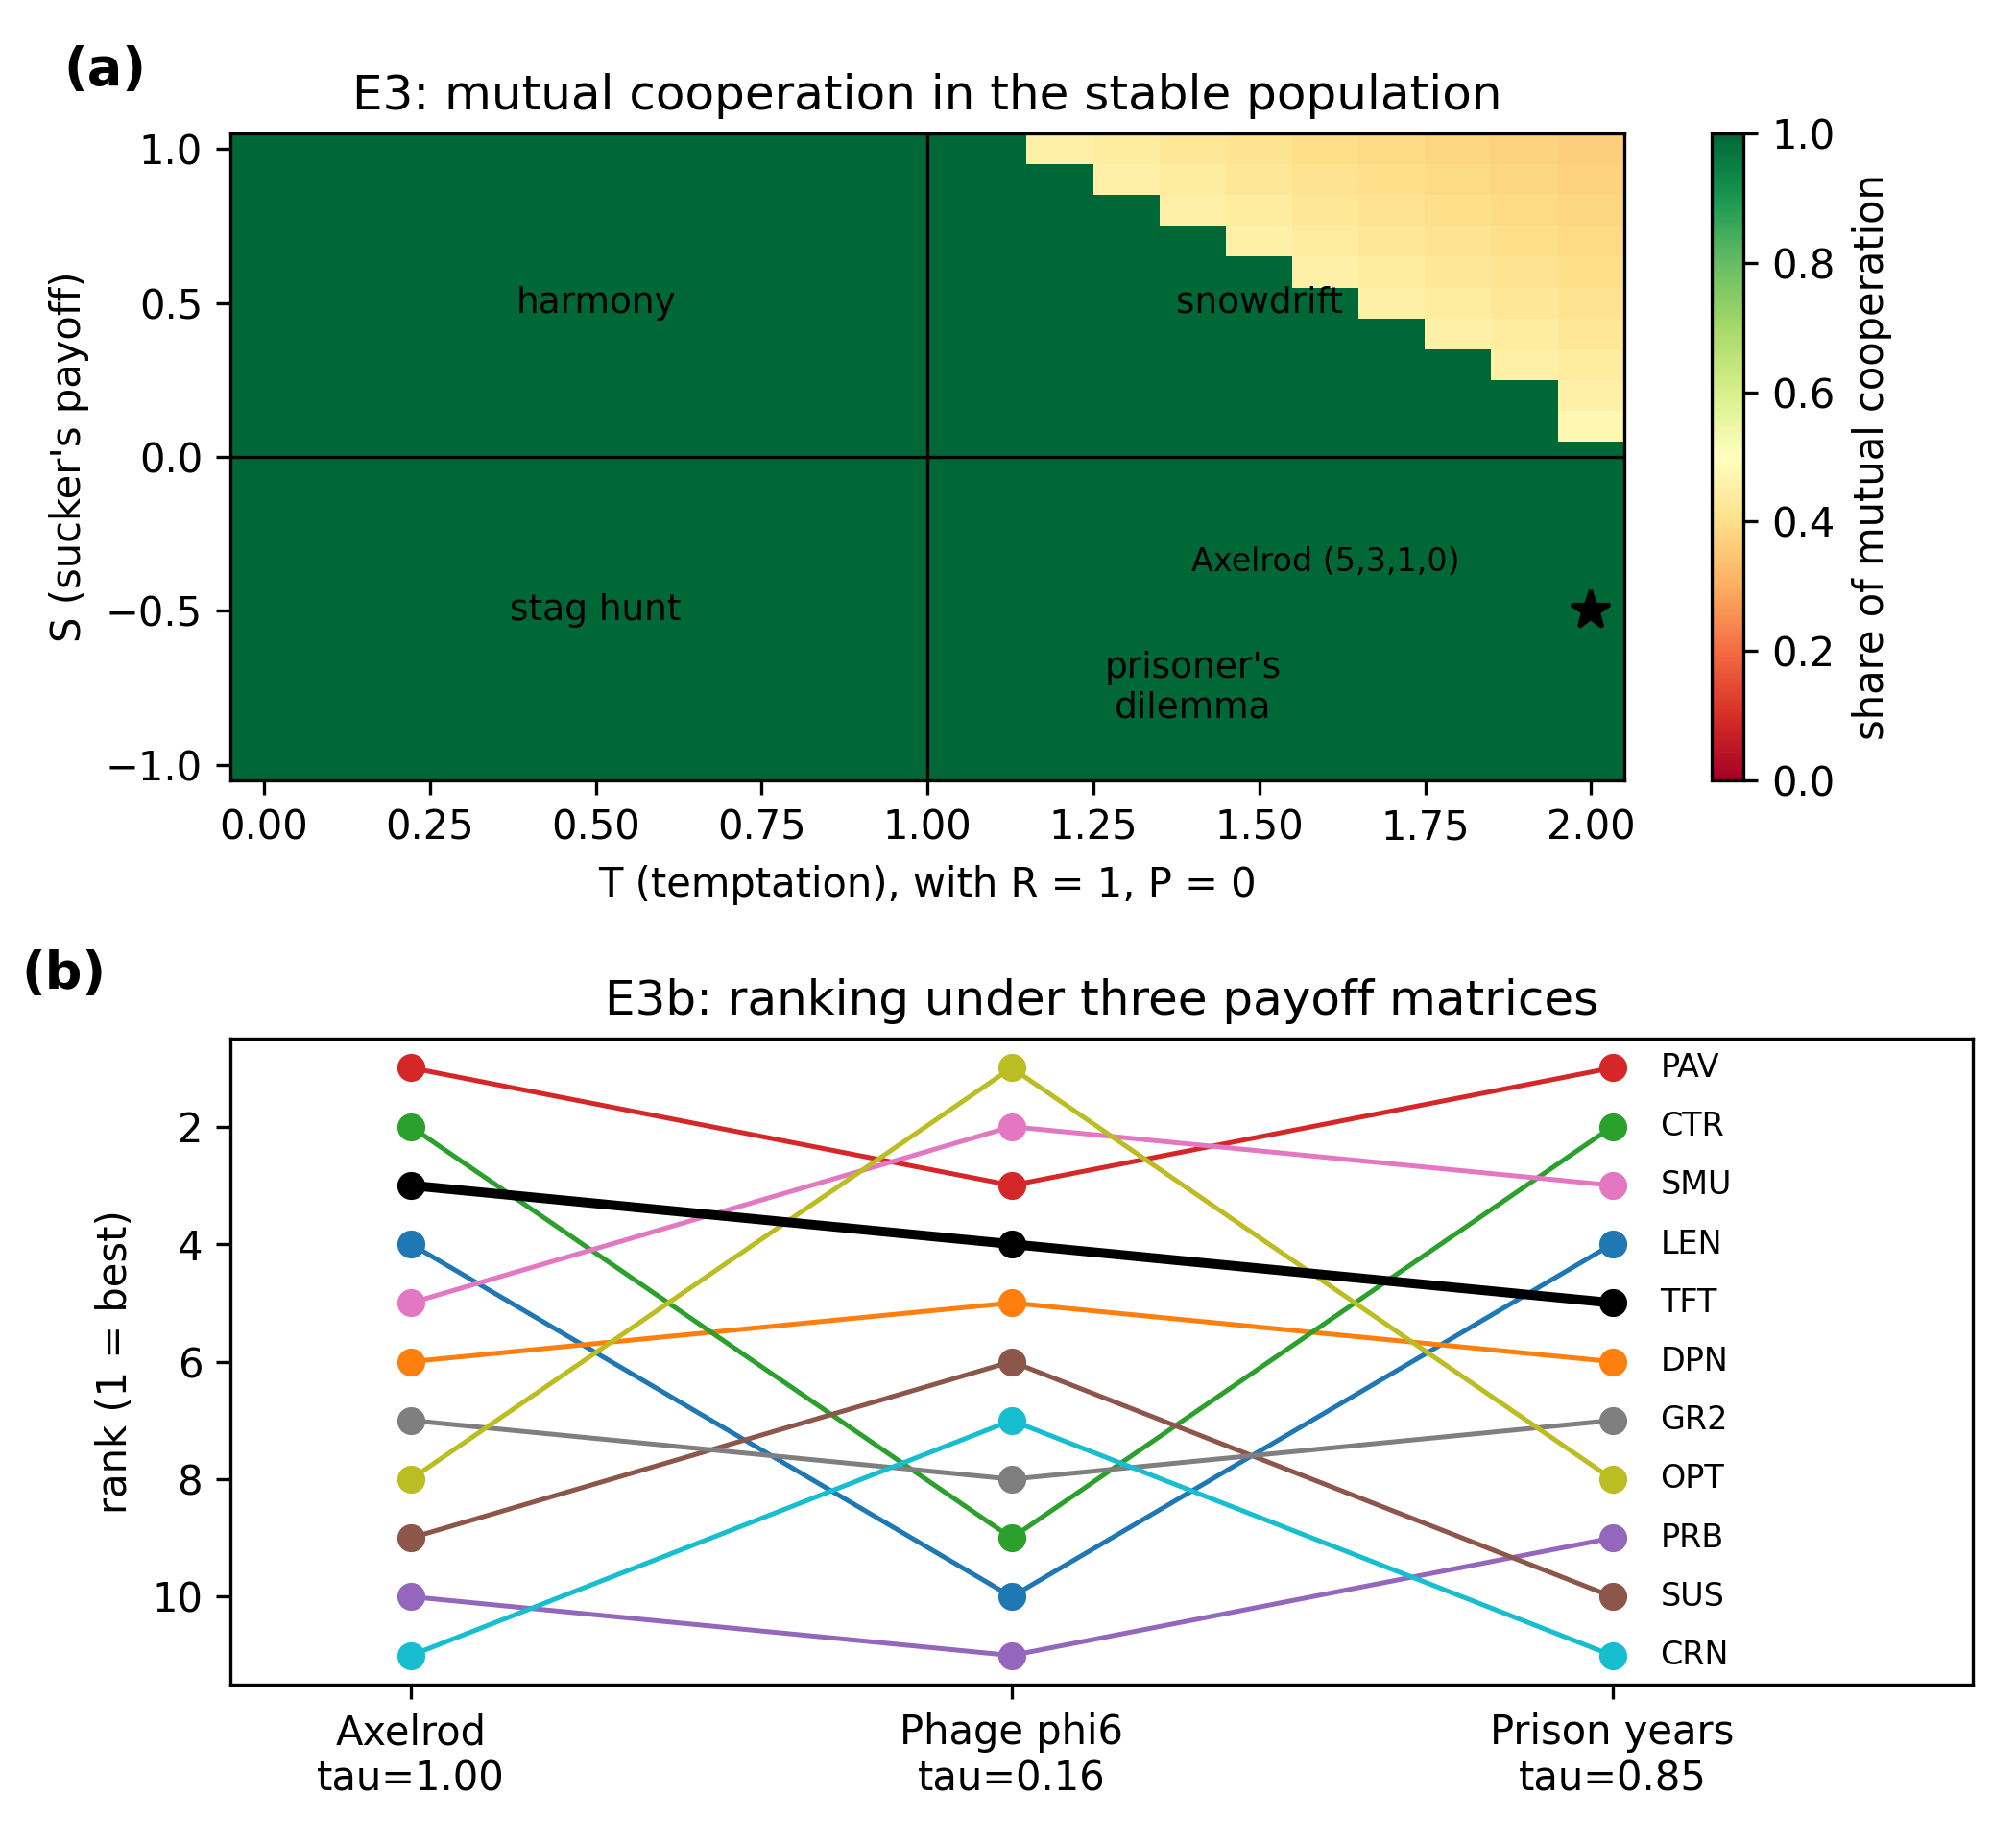 (a)
E3: mutual cooperation in the stable population
1.0
0.5
0.0
−0.5
−1.0
S (sucker's payoff)
harmony
snowdrift
stag hunt
Axelrod (5,3,1,0)
prisoner's
dilemma
0.00 0.25 0.50 0.75 1.00 1.25 1.50 1.75 2.00
T (temptation), with R = 1, P = 0
1.0
0.8
0.6
0.4
0.2
0.0
share of mutual cooperation
(b)
E3b: ranking under three payoff matrices
2
4
6
8
10
rank (1 = best)
PAV
CTR
SMU
LEN
TFT
DPN
GR2
OPT
PRB
SUS
CRN
Axelrod
tau=1.00
Phage phi6
tau=0.16
Prison years
tau=0.85